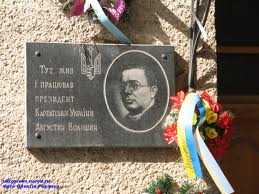 Тут жив
і працював
президент
Карпатської України
Августин Волошин